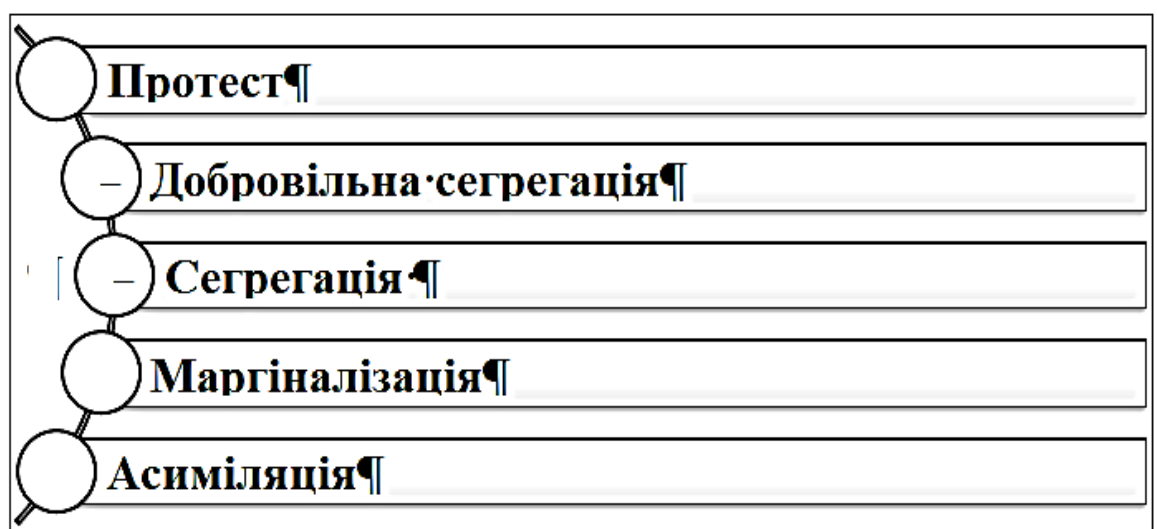 Протест¶
– Добровільна·сегрегація¶
– Сегрегація·¶
Маргіналізація¶
Асиміляція¶